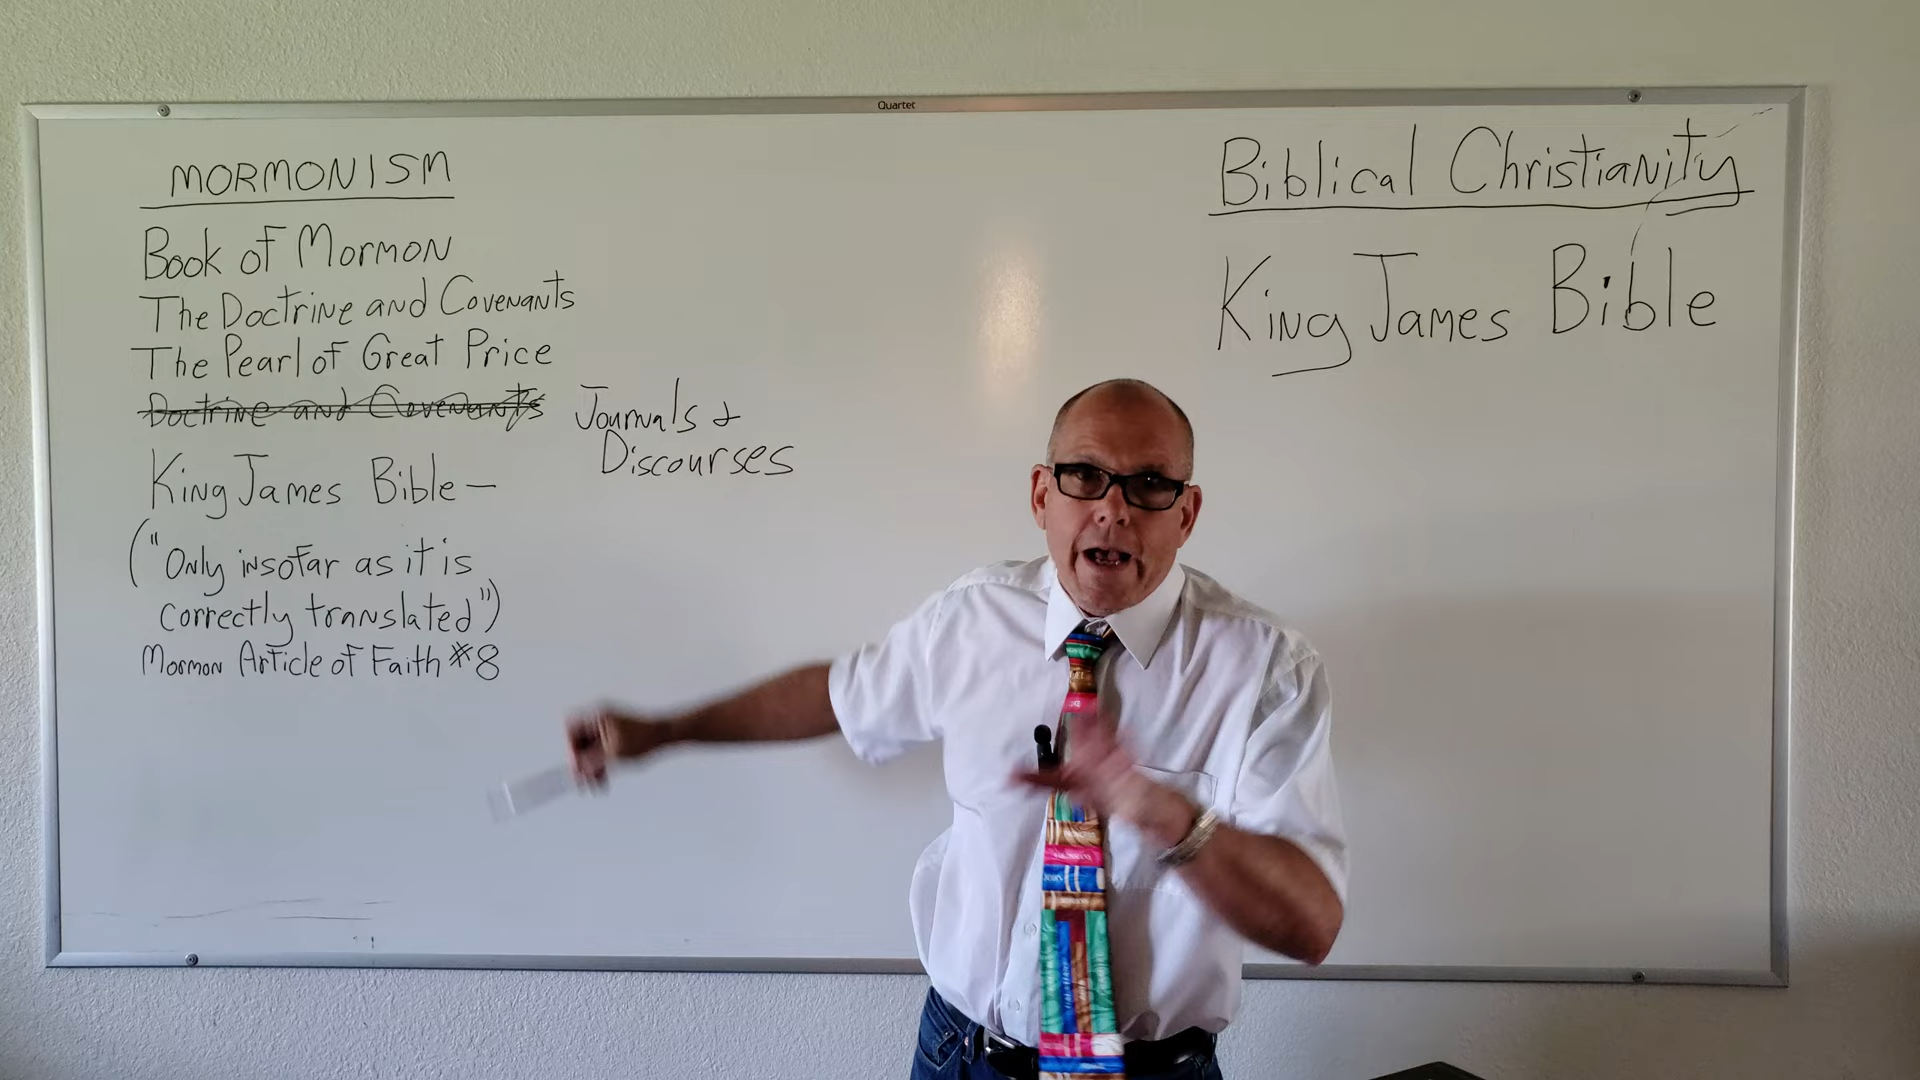 Quartet
MORMONISM
Book of Mormon
The Doctrine and Covenants
The Pearl of Great Price
Doctrine and Covenants
Journals &
Discourses
King James Bible –
("Only insofar as it is
correctly translated")
Mormon Article of Faith #8
Biblical Christianity
King James Bible